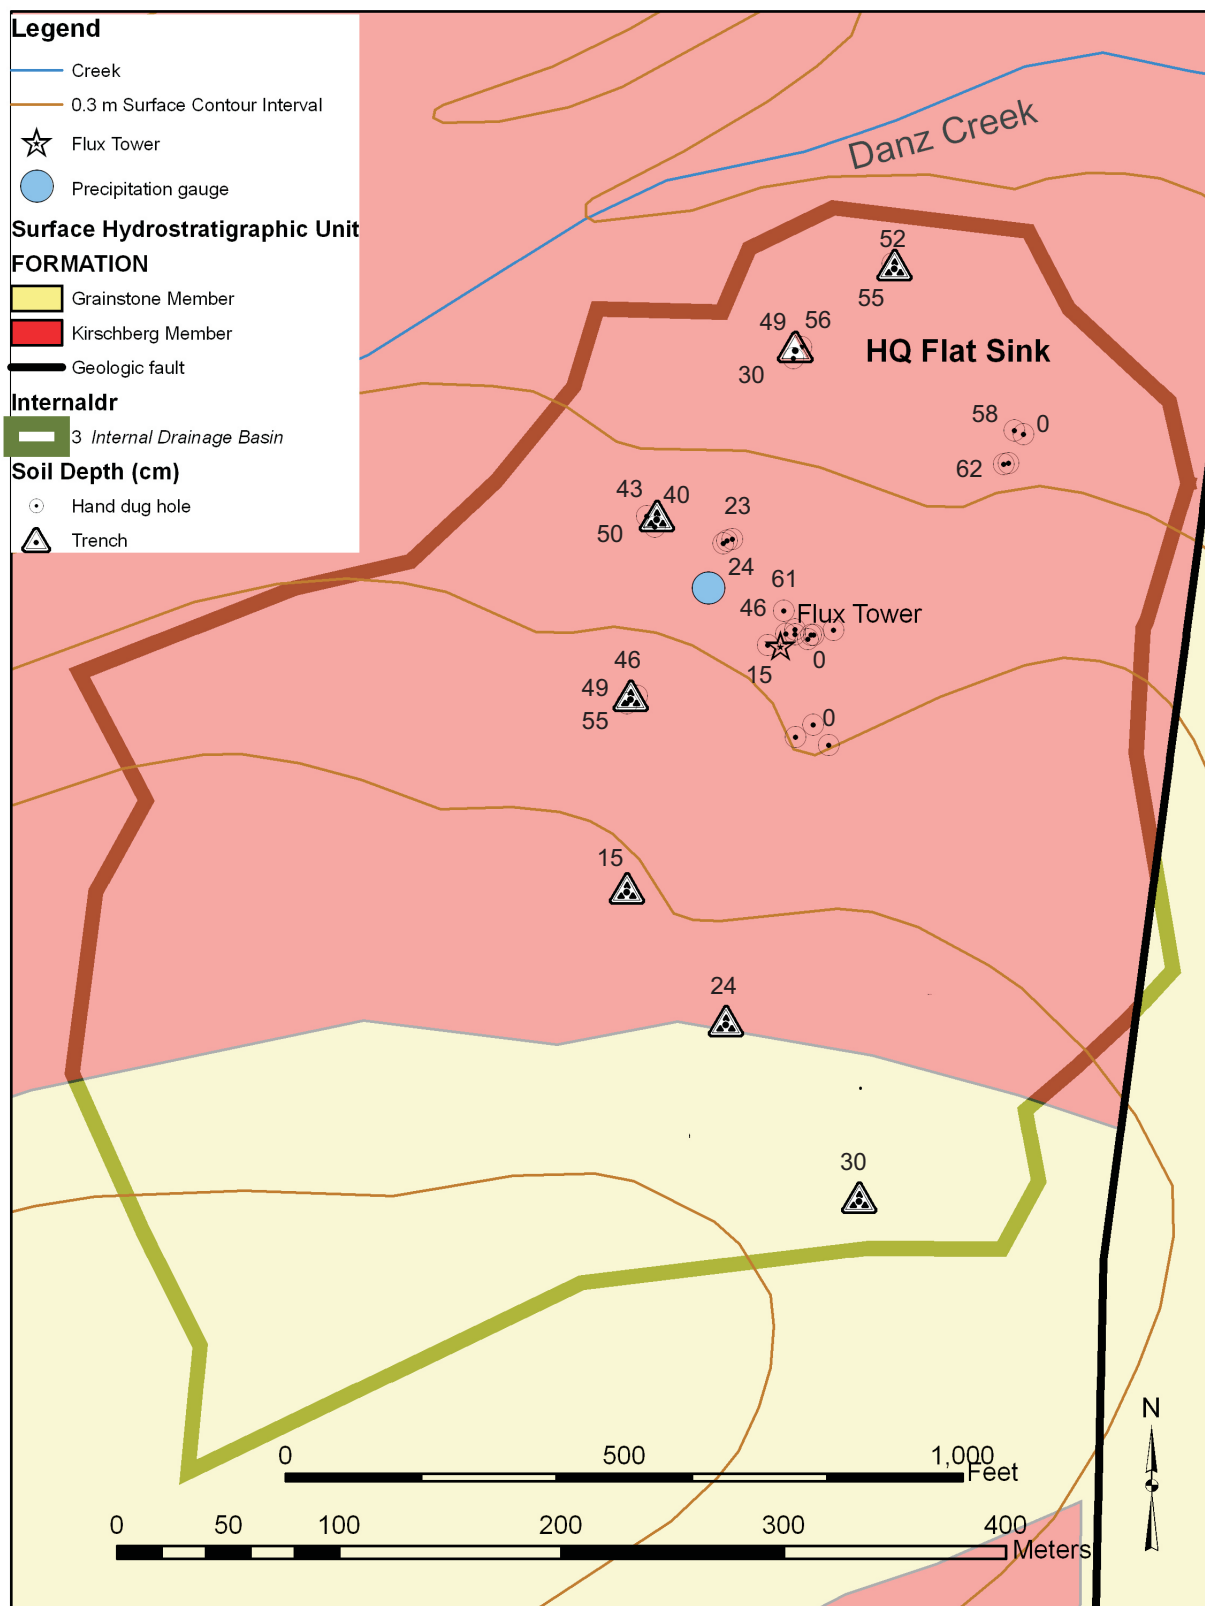 Legend
Creek
0.3 m Surface Contour Interval
Flux Tower
Precipitation gauge
Surface Hydrostratigraphic Unit
FORMATION
Grainstone Member
Kirschberg Member
Geologic fault
Internaldr
3 Internal Drainage Basin
Soil Depth (cm)
Hand dug hole
Trench
Danz Creek
52
55
49 56
30
HQ Flat Sink
58 0
62
43 40
50
23
24
61
46
Flux Tower
15 0
46
49
55
0
15
24
30
N
0 500 1,000
Feet
0 50 100 200 300 400
Meters